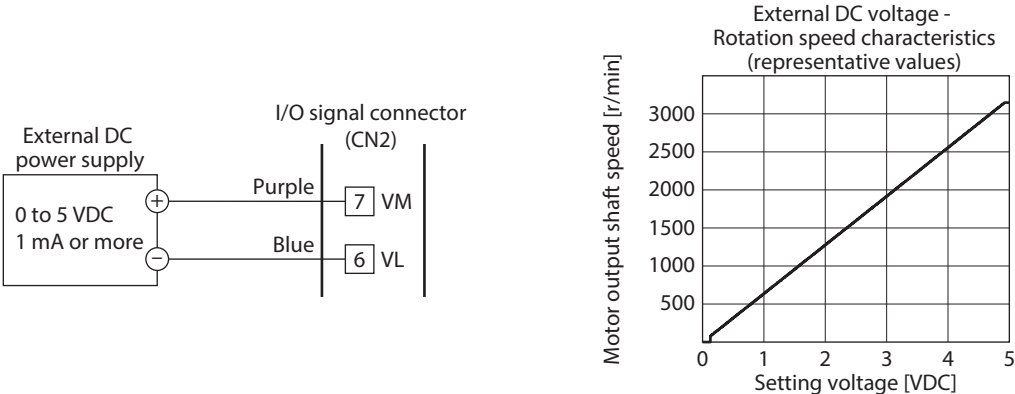 External DC
power supply
0 to 5 VDC
1 mA or more
+
−
Purple
Blue
I/O signal connector
(CN2)
7 VM
6 VL
External DC voltage -
Rotation speed characteristics
(representative values)
Motor output shaft speed [r/min]
3000
2500
2000
1500
1000
500
0 1 2 3 4 5
Setting voltage [VDC]